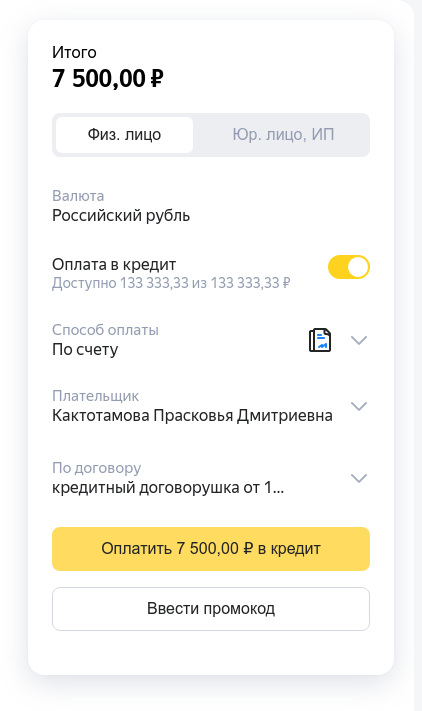 Итого
7 500,00 ₽
Физ. лицо
Юр. лицо, ИП
Валюта
Российский рубль
Оплата в кредит
Доступно 133 333,33 из 133 333,33 ₽
Способ оплаты
По счету
Плательщик
Кактотамова Прасковья Дмитриевна
По договору
кредитный договорушка от 1...
Оплатить 7 500,00 ₽ в кредит
Ввести промокод